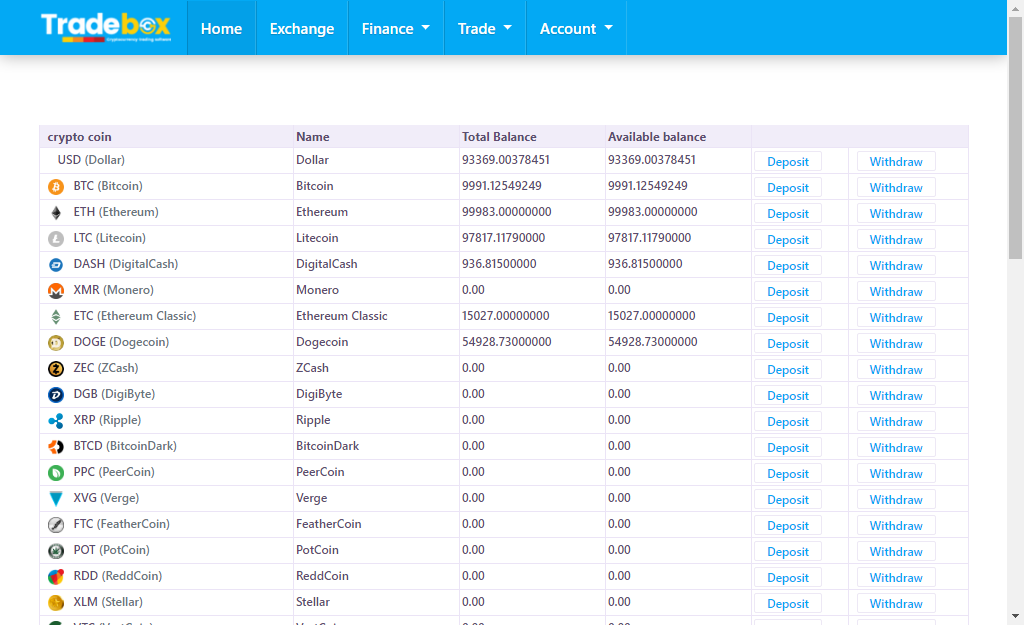 Tradebox Home Exchange Finance Trade Account
cryptocurrency trading software
crypto coin Name Total Balance Available balance
USD (Dollar) Dollar 93369.00378451 93369.00378451 Deposit Withdraw
BTC (Bitcoin) Bitcoin 9991.12549249 9991.12549249 Deposit Withdraw
ETH (Ethereum) Ethereum 99983.00000000 99983.00000000 Deposit Withdraw
LTC (Litecoin) Litecoin 97817.11790000 97817.11790000 Deposit Withdraw
DASH (DigitalCash) DigitalCash 936.81500000 936.81500000 Deposit Withdraw
XMR (Monero) Monero 0.00 0.00 Deposit Withdraw
ETC (Ethereum Classic) Ethereum Classic 15027.00000000 15027.00000000 Deposit Withdraw
DOGE (Dogecoin) Dogecoin 54928.73000000 54928.73000000 Deposit Withdraw
ZEC (ZCash) ZCash 0.00 0.00 Deposit Withdraw
DGB (DigiByte) DigiByte 0.00 0.00 Deposit Withdraw
XRP (Ripple) Ripple 0.00 0.00 Deposit Withdraw
BTCD (BitcoinDark) BitcoinDark 0.00 0.00 Deposit Withdraw
PPC (PeerCoin) PeerCoin 0.00 0.00 Deposit Withdraw
XVG (Verge) Verge 0.00 0.00 Deposit Withdraw
FTC (FeatherCoin) FeatherCoin 0.00 0.00 Deposit Withdraw
POT (PotCoin) PotCoin 0.00 0.00 Deposit Withdraw
RDD (ReddCoin) ReddCoin 0.00 0.00 Deposit Withdraw
XLM (Stellar) Stellar 0.00 0.00 Deposit Withdraw